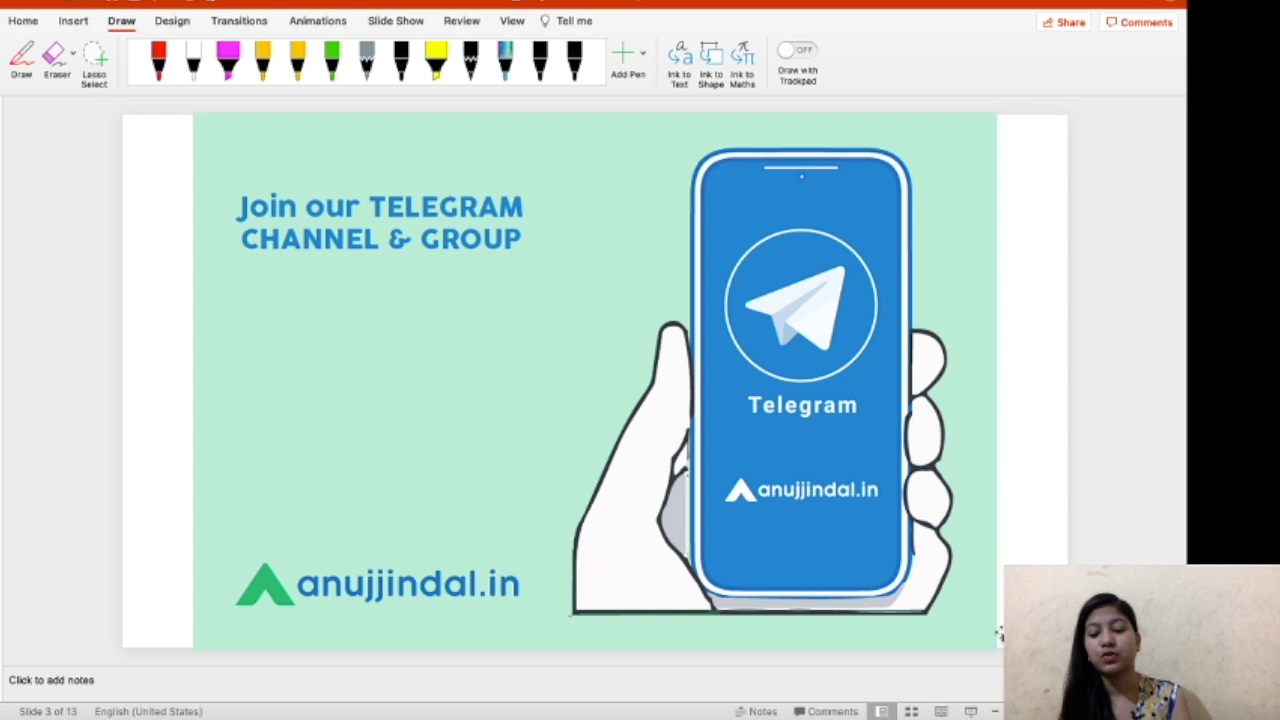 Home Insert Draw Design Transitions Animations Slide Show Review View Tell me Share Comments
Draw Eraser Lasso Select Add Pen Ink to Text Ink to Shape Ink to Maths OFF Draw with Trackpad
Join our TELEGRAM
CHANNEL & GROUP
Telegram
anujjindal.in
anujjindal.in
Click to add notes
Slide 3 of 13 English (United States) Notes Comments